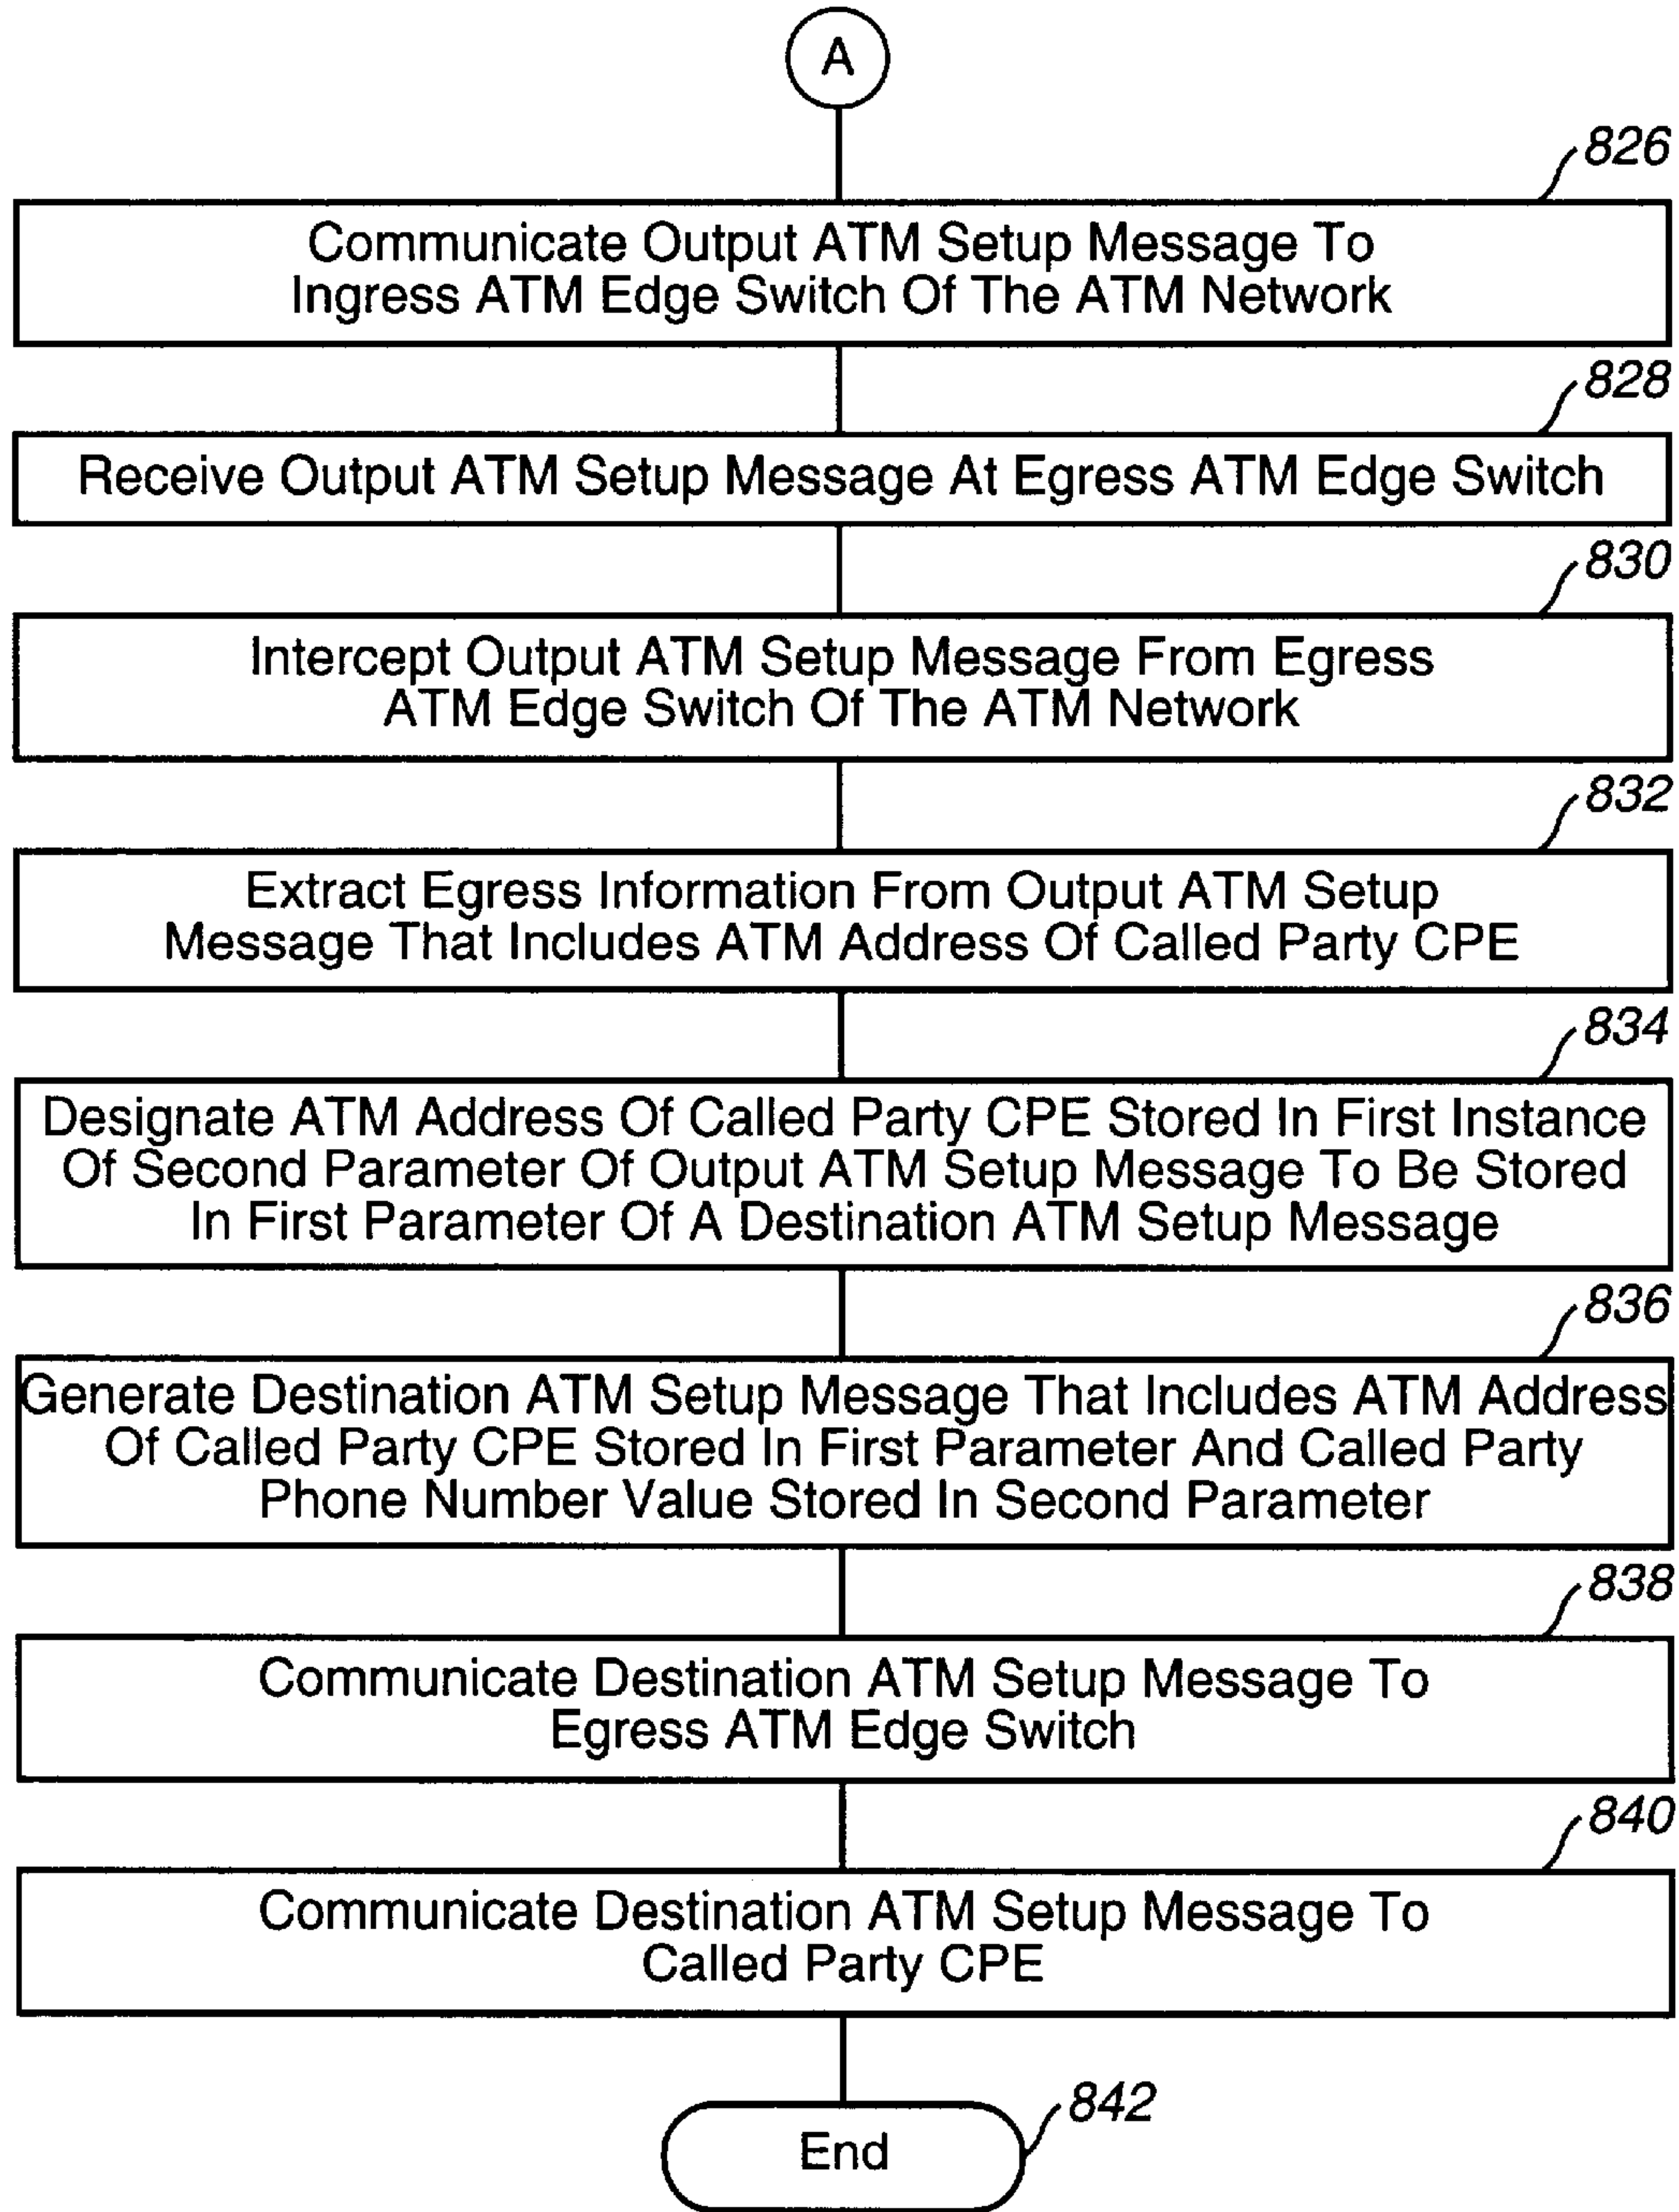 A
826
Communicate Output ATM Setup Message To
Ingress ATM Edge Switch Of The ATM Network
828
Receive Output ATM Setup Message At Egress ATM Edge Switch
830
Intercept Output ATM Setup Message From Egress
ATM Edge Switch Of The ATM Network
832
Extract Egress Information From Output ATM Setup
Message That Includes ATM Address Of Called Party CPE
834
Designate ATM Address Of Called Party CPE Stored In First Instance
Of Second Parameter Of Output ATM Setup Message To Be Stored
In First Parameter Of A Destination ATM Setup Message
836
Generate Destination ATM Setup Message That Includes ATM Address
Of Called Party CPE Stored In First Parameter And Called Party
Phone Number Value Stored In Second Parameter
838
Communicate Destination ATM Setup Message To
Egress ATM Edge Switch
840
Communicate Destination ATM Setup Message To
Called Party CPE
842
End